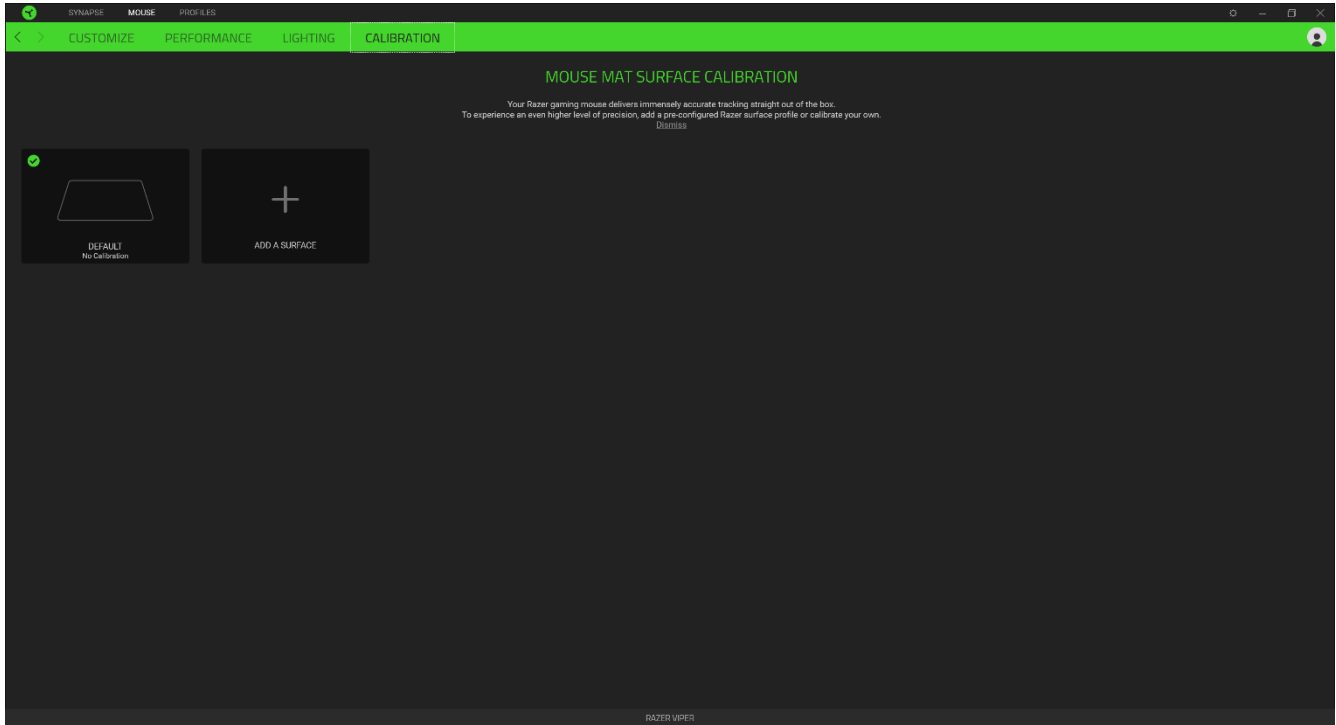 SYNAPSE MOUSE PROFILES
CUSTOMIZE PERFORMANCE LIGHTING CALIBRATION
MOUSE MAT SURFACE CALIBRATION
Your Razer gaming mouse delivers immensely accurate tracking straight out of the box.
To experience an even higher level of precision, add a pre-configured Razer surface profile or calibrate your own.
Dismiss
DEFAULT
No Calibration
ADD A SURFACE
RAZER VIPER